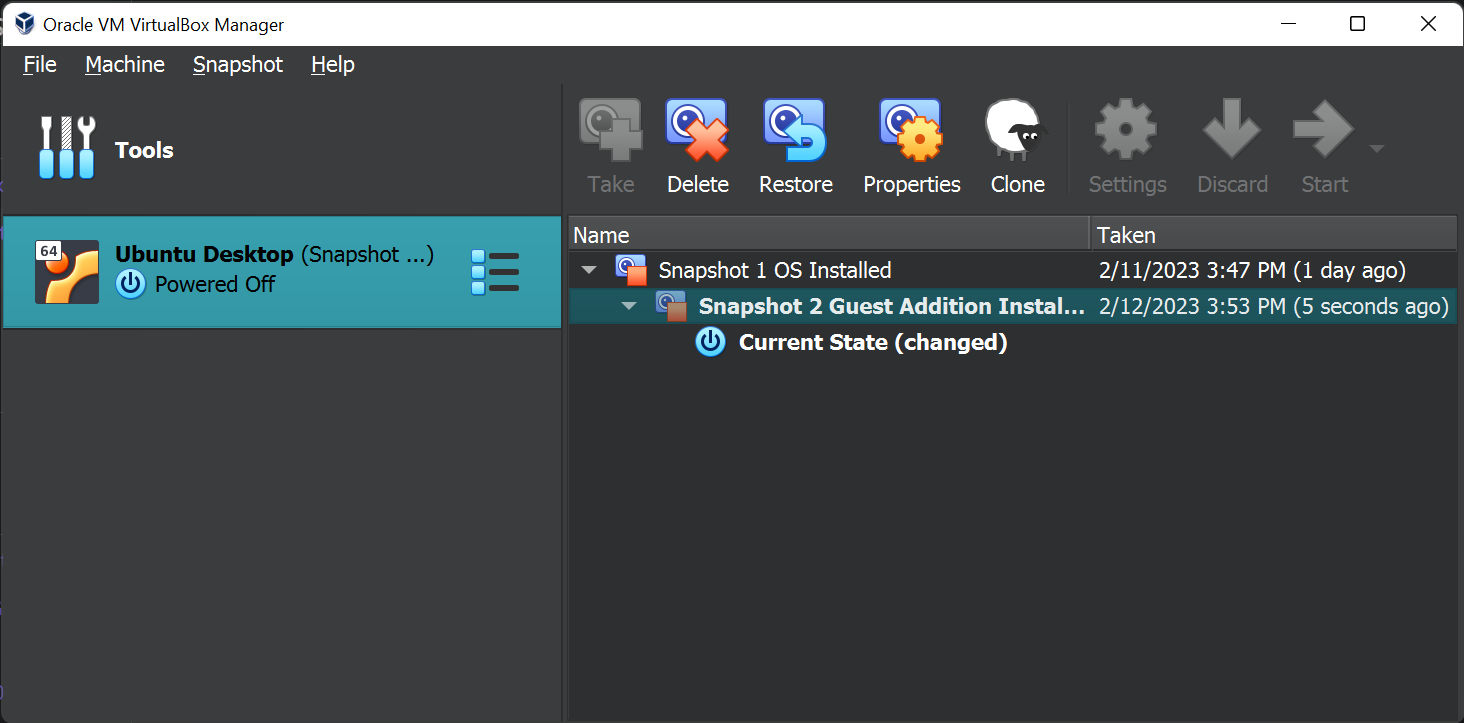 Oracle VM VirtualBox Manager
File Machine Snapshot Help
Tools
Take Delete Restore Properties Clone Settings Discard Start
64
Ubuntu Desktop (Snapshot ...)
Powered Off
Name Taken
Snapshot 1 OS Installed 2/11/2023 3:47 PM (1 day ago)
Snapshot 2 Guest Addition Instal... 2/12/2023 3:53 PM (5 seconds ago)
Current State (changed)